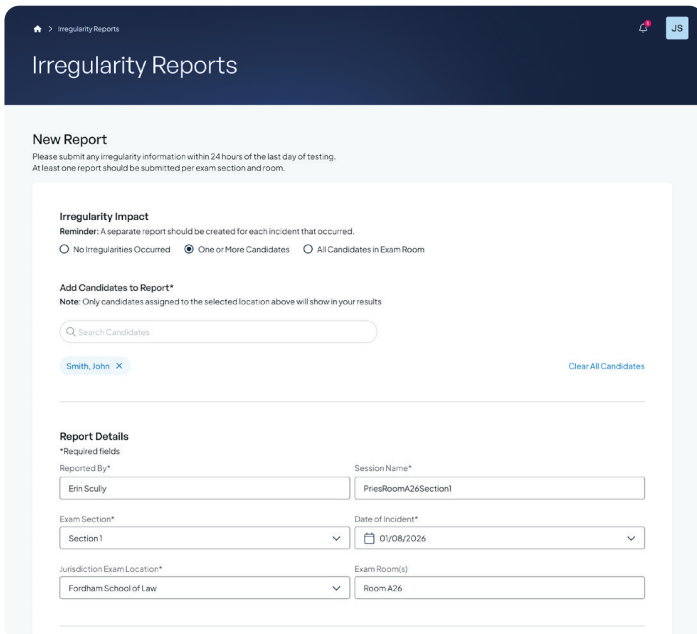 Irregularity Reports
1
JS
Irregularity Reports
New Report
Please submit any irregularity information within 24 hours of the last day of testing.
At least one report should be submitted per exam section and room.
Irregularity Impact
Reminder: A separate report should be created for each incident that occurred.
No Irregularities Occurred
One or More Candidates
All Candidates in Exam Room
Add Candidates to Report*
Note: Only candidates assigned to the selected location above will show in your results
Search Candidates
Smith, John
Clear All Candidates
Report Details
*Required fields
Reported By*
Session Name*
Erin Scully
PriesRoomA26Section1
Exam Section*
Date of Incident*
Section 1
01/08/2026
Jurisdiction Exam Location*
Exam Room(s)
Fordham School of Law
Room A26